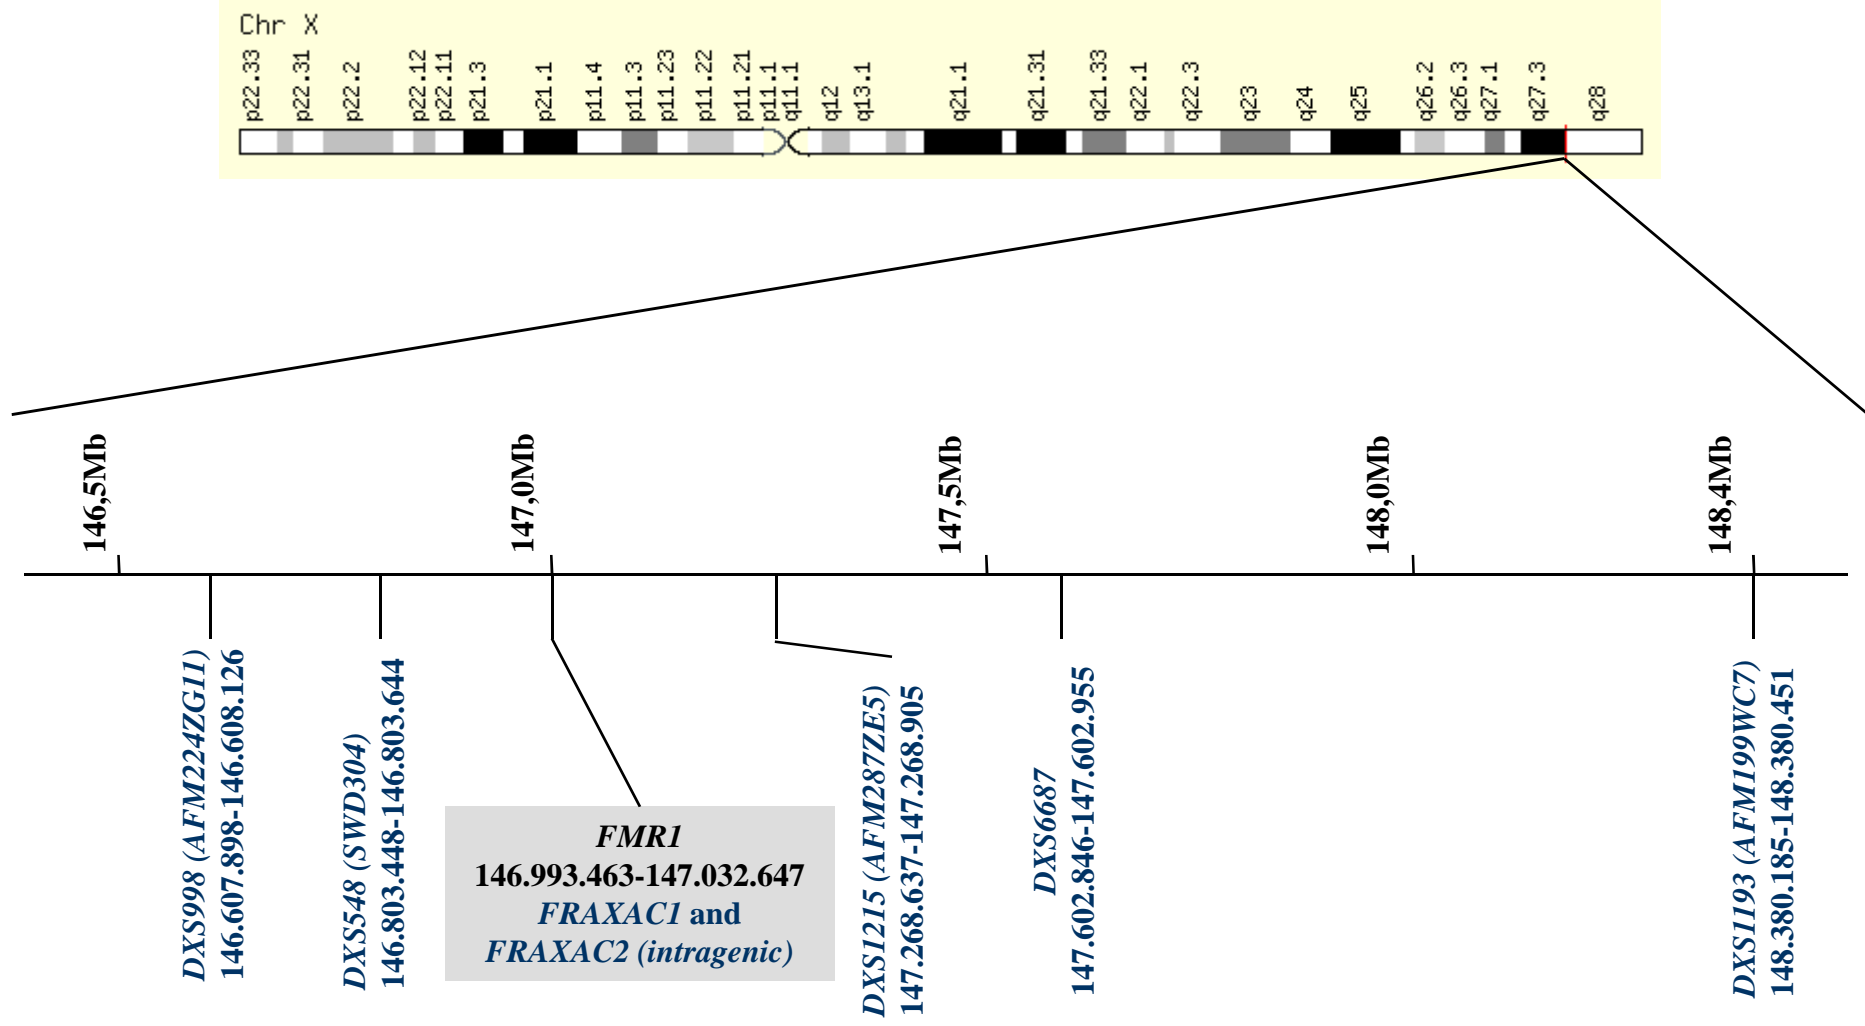 Chr X
p22.33
p22.31
p22.2
p22.12
p22.11
p21.3
p21.1
p11.4
p11.3
p11.23
p11.22
p11.21
p11.1
q11.1
q12
q13.1
q21.1
q21.31
q21.33
q22.1
q22.3
q23
q24
q25
q26.2
q26.3
q27.1
q27.3
q28
146,5Mb
147,0Mb
147,5Mb
148,0Mb
148,4Mb
DXS998 (AFM224ZG11)
146.607.898-146.608.126
DXS548 (SWD304)
146.803.448-146.803.644
FMR1
146.993.463-147.032.647
FRAXAC1 and
FRAXAC2 (intragenic)
DXS1215 (AFM287ZE5)
147.268.637-147.268.905
DXS6687
147.602.846-147.602.955
DXS1193 (AFM199WC7)
148.380.185-148.380.451